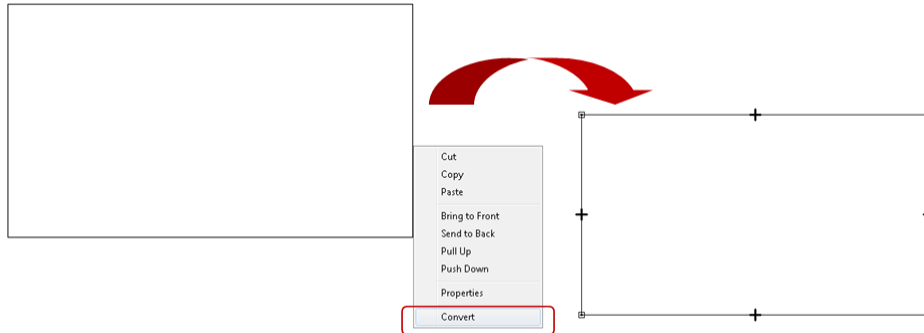 Cut
Copy
Paste
Bring to Front
Send to Back
Pull Up
Push Down
Properties
Convert